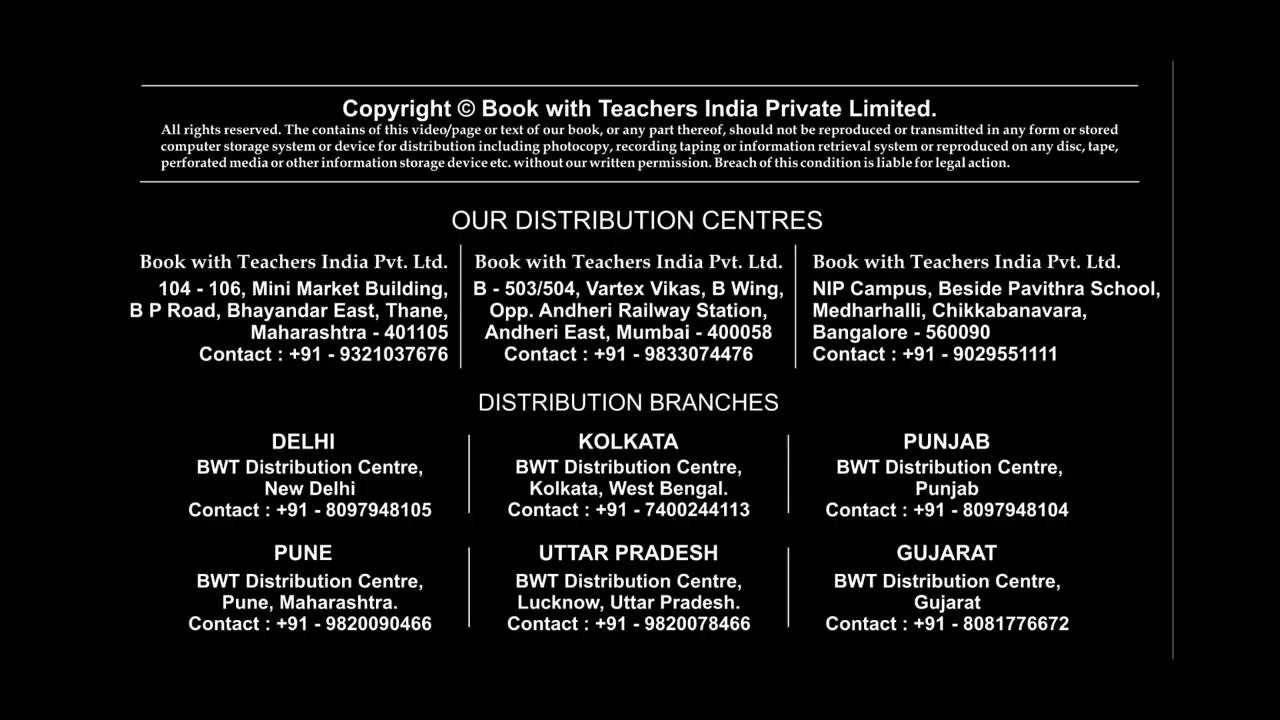 Copyright © Book with Teachers India Private Limited.
All rights reserved. The contains of this video/page or text of our book, or any part thereof, should not be reproduced or transmitted in any form or stored
computer storage system or device for distribution including photocopy, recording taping or information retrieval system or reproduced on any disc, tape,
perforated media or other information storage device etc. without our written permission. Breach of this condition is liable for legal action.
OUR DISTRIBUTION CENTRES
Book with Teachers India Pvt. Ltd.
104 - 106, Mini Market Building,
B P Road, Bhayandar East, Thane,
Maharashtra - 401105
Contact : +91 - 9321037676
Book with Teachers India Pvt. Ltd.
B - 503/504, Vartex Vikas, B Wing,
Opp. Andheri Railway Station,
Andheri East, Mumbai - 400058
Contact : +91 - 9833074476
Book with Teachers India Pvt. Ltd.
NIP Campus, Beside Pavithra School,
Medharhalli, Chikkabanavara,
Bangalore - 560090
Contact : +91 - 9029551111
DISTRIBUTION BRANCHES
DELHI
BWT Distribution Centre,
New Delhi
Contact : +91 - 8097948105
KOLKATA
BWT Distribution Centre,
Kolkata, West Bengal.
Contact : +91 - 7400244113
PUNJAB
BWT Distribution Centre,
Punjab
Contact : +91 - 8097948104
PUNE
BWT Distribution Centre,
Pune, Maharashtra.
Contact : +91 - 9820090466
UTTAR PRADESH
BWT Distribution Centre,
Lucknow, Uttar Pradesh.
Contact : +91 - 9820078466
GUJARAT
BWT Distribution Centre,
Gujarat
Contact : +91 - 8081776672